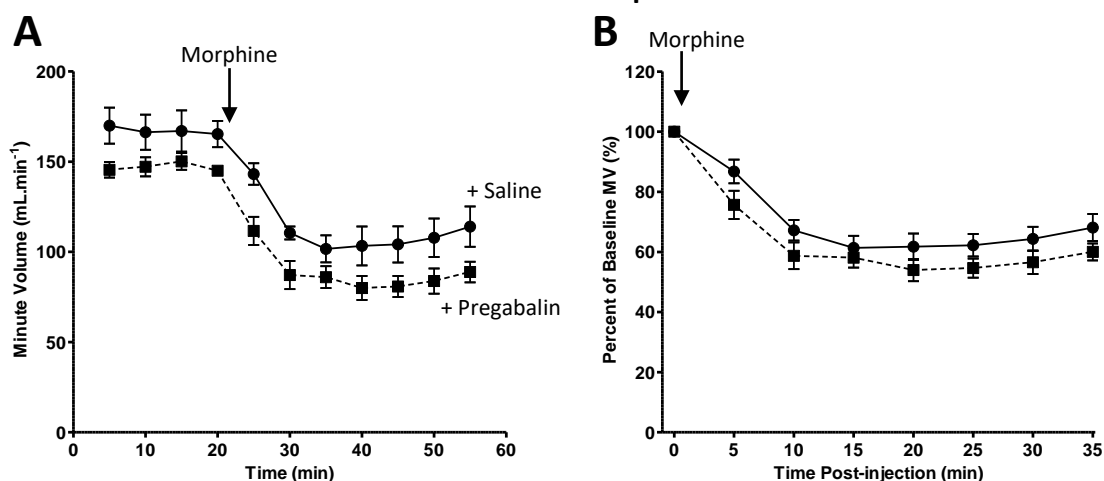 A
Morphine
200
150
100
50
0
Minute Volume (mL.min⁻¹)
+ Saline
+ Pregabalin
0 10 20 30 40 50 60
Time (min)
B
Morphine
120
100
80
60
40
20
0
Percent of Baseline MV (%)
0 5 10 15 20 25 30 35
Time Post-injection (min)